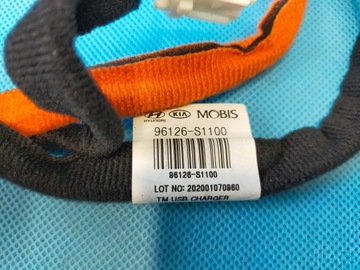 HYUNDAI KIA MOBIS
96126-S1100
96126-S1100
LOT NO: 202001070960
TM USB CHARGER